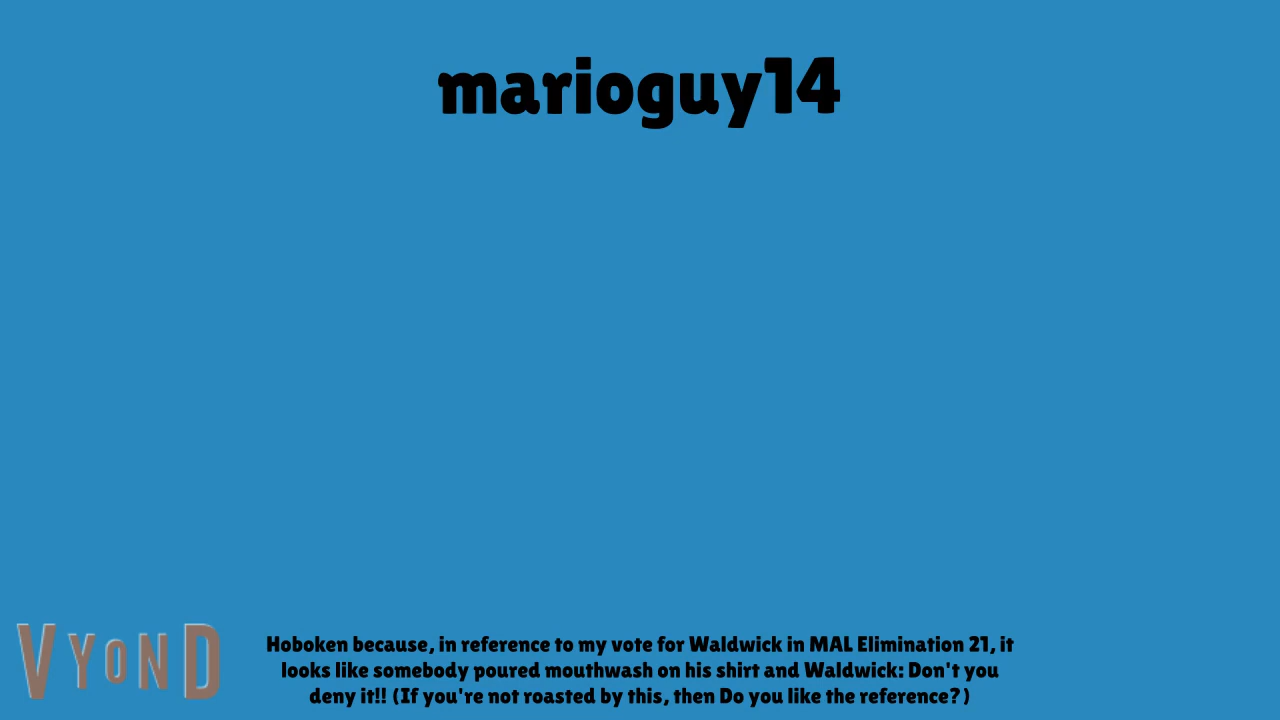 marioguy14
VYOND
Hoboken because, in reference to my vote for Waldwick in MAL Elimination 21, it
looks like somebody poured mouthwash on his shirt and Waldwick: Don't you
deny it!! (If you're not roasted by this, then Do you like the reference?)